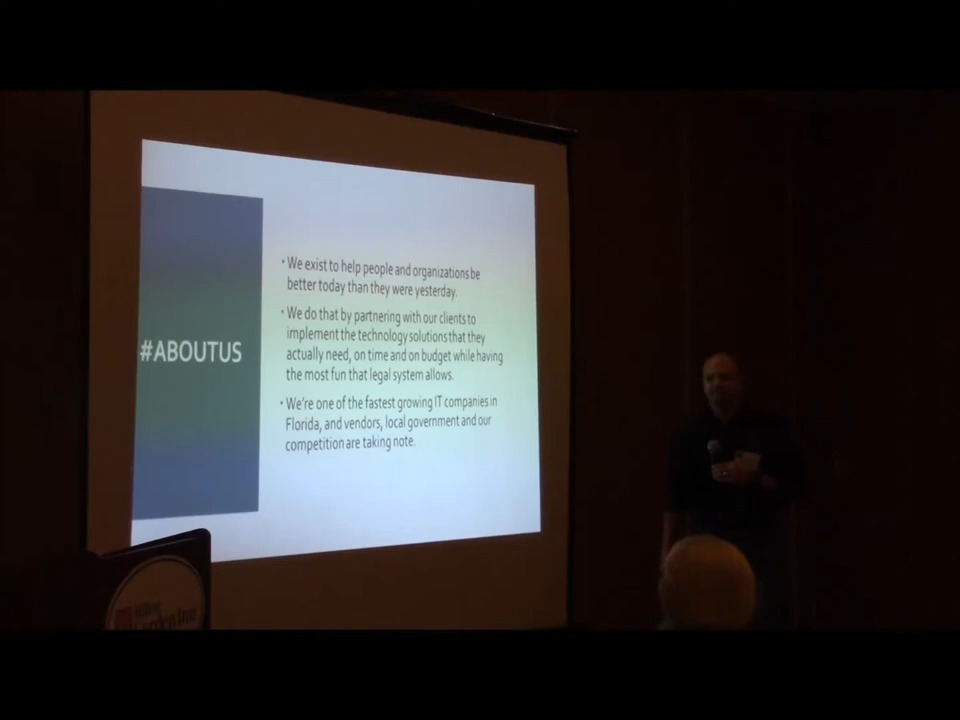 #ABOUTUS
• We exist to help people and organizations be
better today than they were yesterday.
• We do that by partnering with our clients to
implement the technology solutions that they
actually need, on time and on budget while having
the most fun that legal system allows.
• We're one of the fastest growing IT companies in
Florida, and vendors, local government and our
competition are taking note.
Hilton
Garden Inn